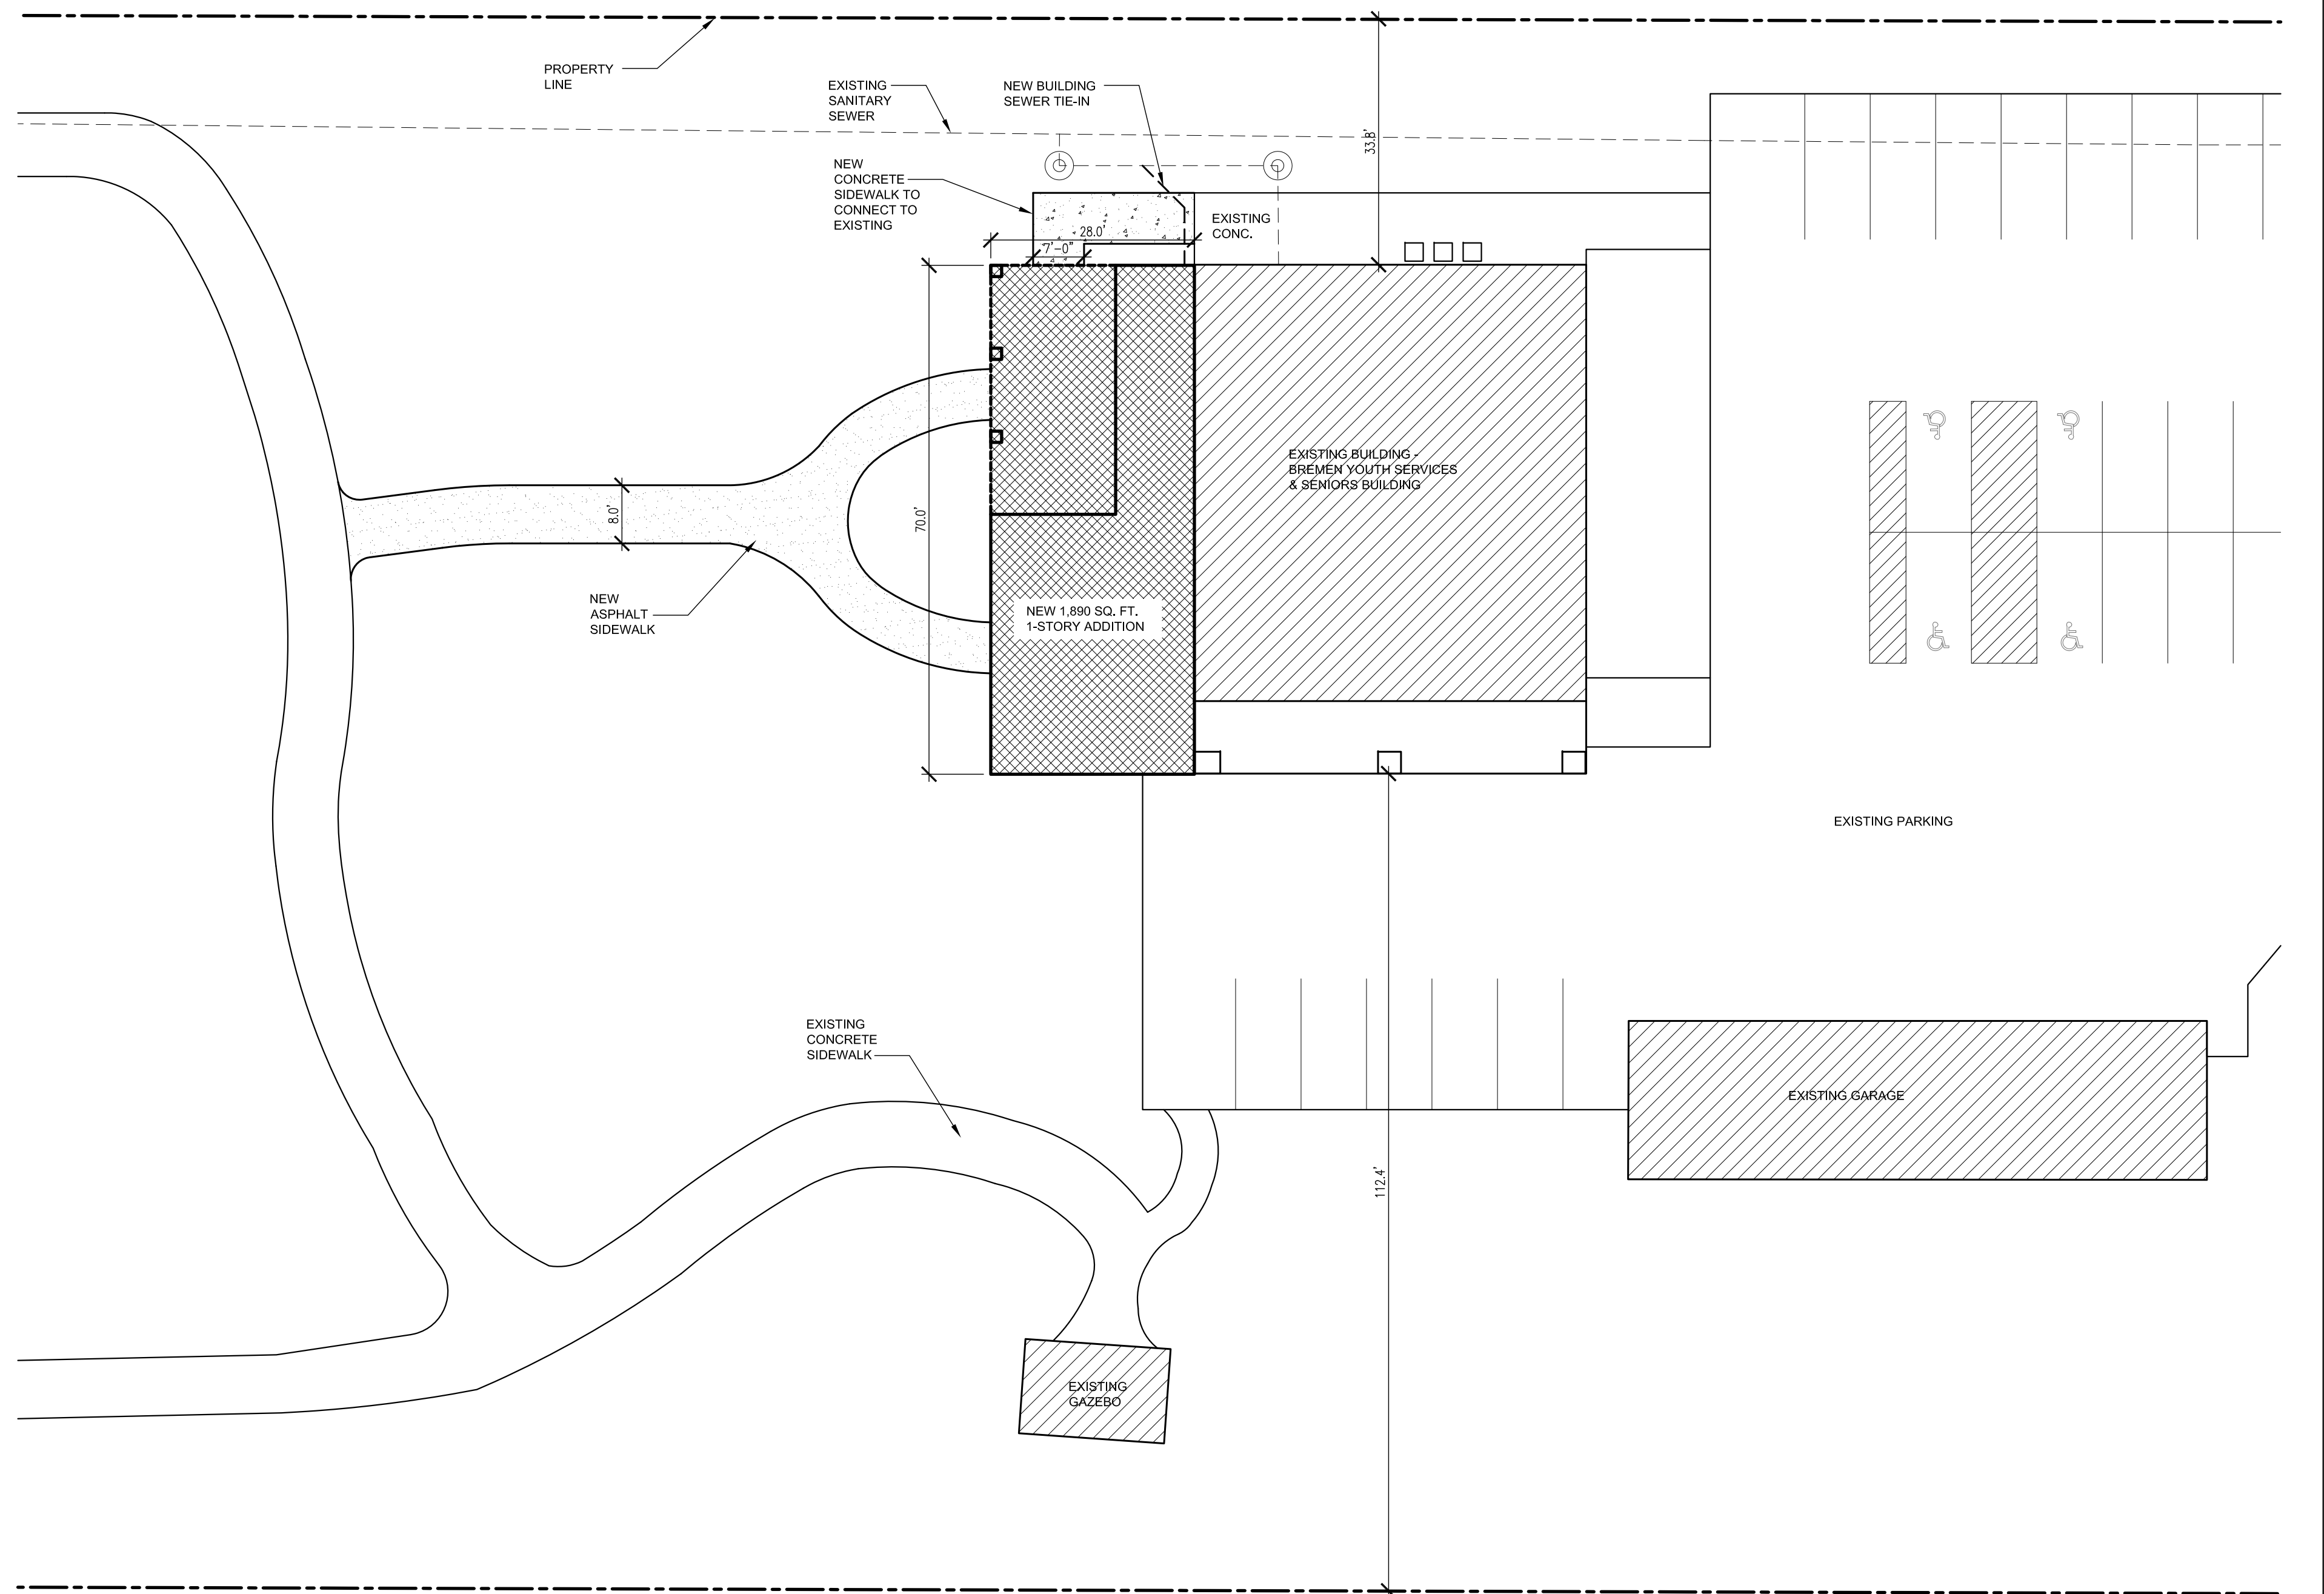 PROPERTY
LINE
EXISTING
SANITARY
SEWER
NEW BUILDING
SEWER TIE-IN
33.8'
NEW
CONCRETE
SIDEWALK TO
CONNECT TO
EXISTING
EXISTING
CONC.
28.0'
7'-0"
EXISTING BUILDING -
BREMEN YOUTH SERVICES
& SENIORS BUILDING
8.0'
70.0'
NEW
ASPHALT
SIDEWALK
NEW 1,890 SQ. FT.
1-STORY ADDITION
EXISTING PARKING
EXISTING
CONCRETE
SIDEWALK
EXISTING GARAGE
112.4'
EXISTING
GAZEBO